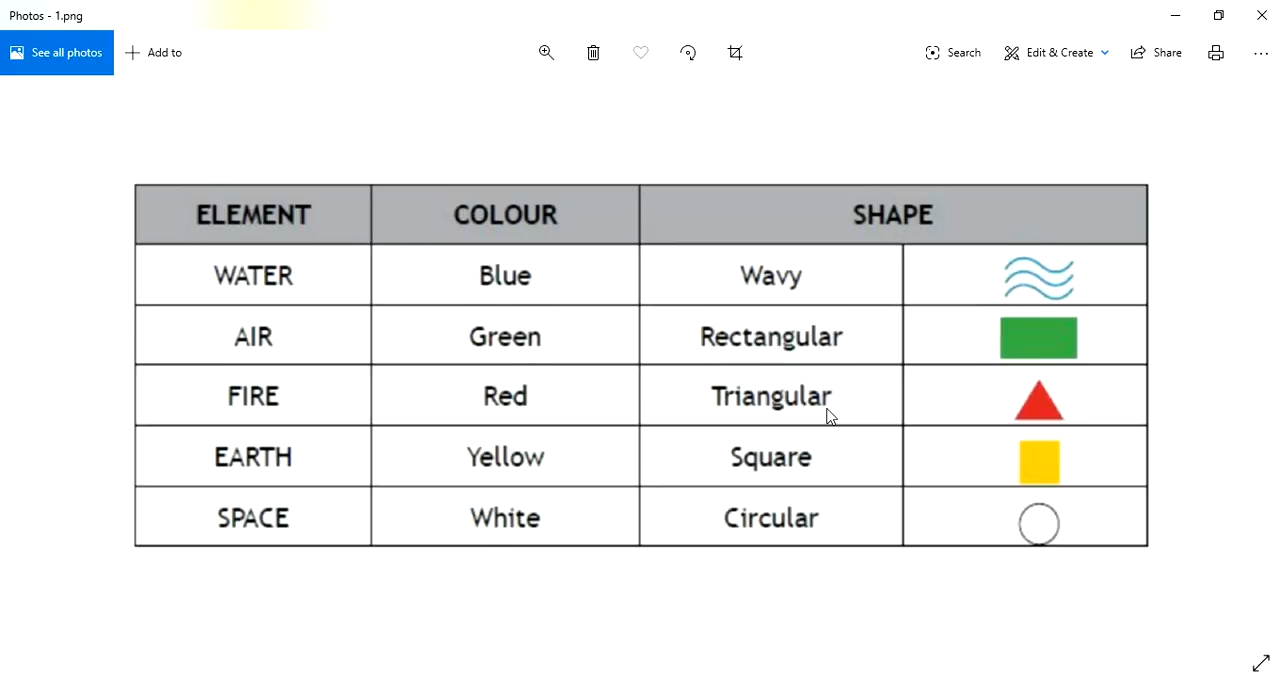 Photos - 1.png
See all photos
Add to
Search
Edit & Create
Share
ELEMENT COLOUR SHAPE
WATER Blue Wavy
AIR Green Rectangular
FIRE Red Triangular
EARTH Yellow Square
SPACE White Circular